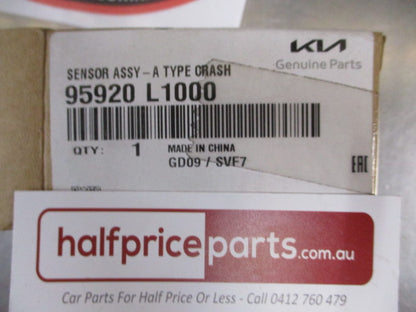 KIA
Genuine Parts
SENSOR ASSY-A TYPE CRASH
95920 L1000
QTY: 1 MADE IN CHINA
GD09 / SVF7
EAC
halfpriceparts.com.au
Car Parts For Half Price Or Less - Call 0412 760 479